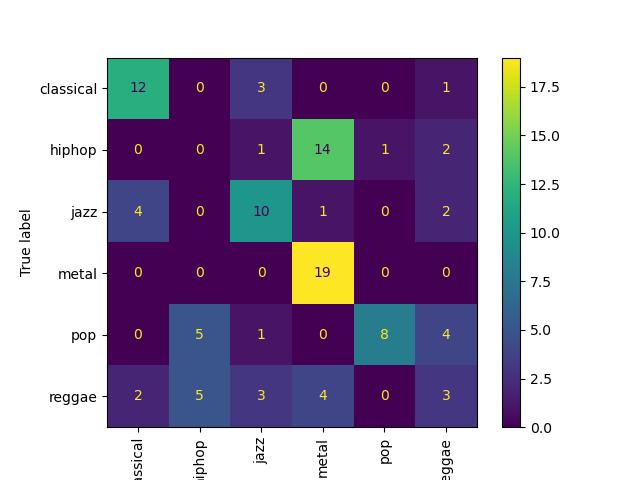 classical 12 0 3 0 0 1
hiphop 0 0 1 14 1 2
jazz 4 0 10 1 0 2
metal 0 0 0 19 0 0
pop 0 5 1 0 8 4
reggae 2 5 3 4 0 3
True label
assical
iphop
jazz
metal
pop
eggae
17.5
15.0
12.5
10.0
7.5
5.0
2.5
0.0